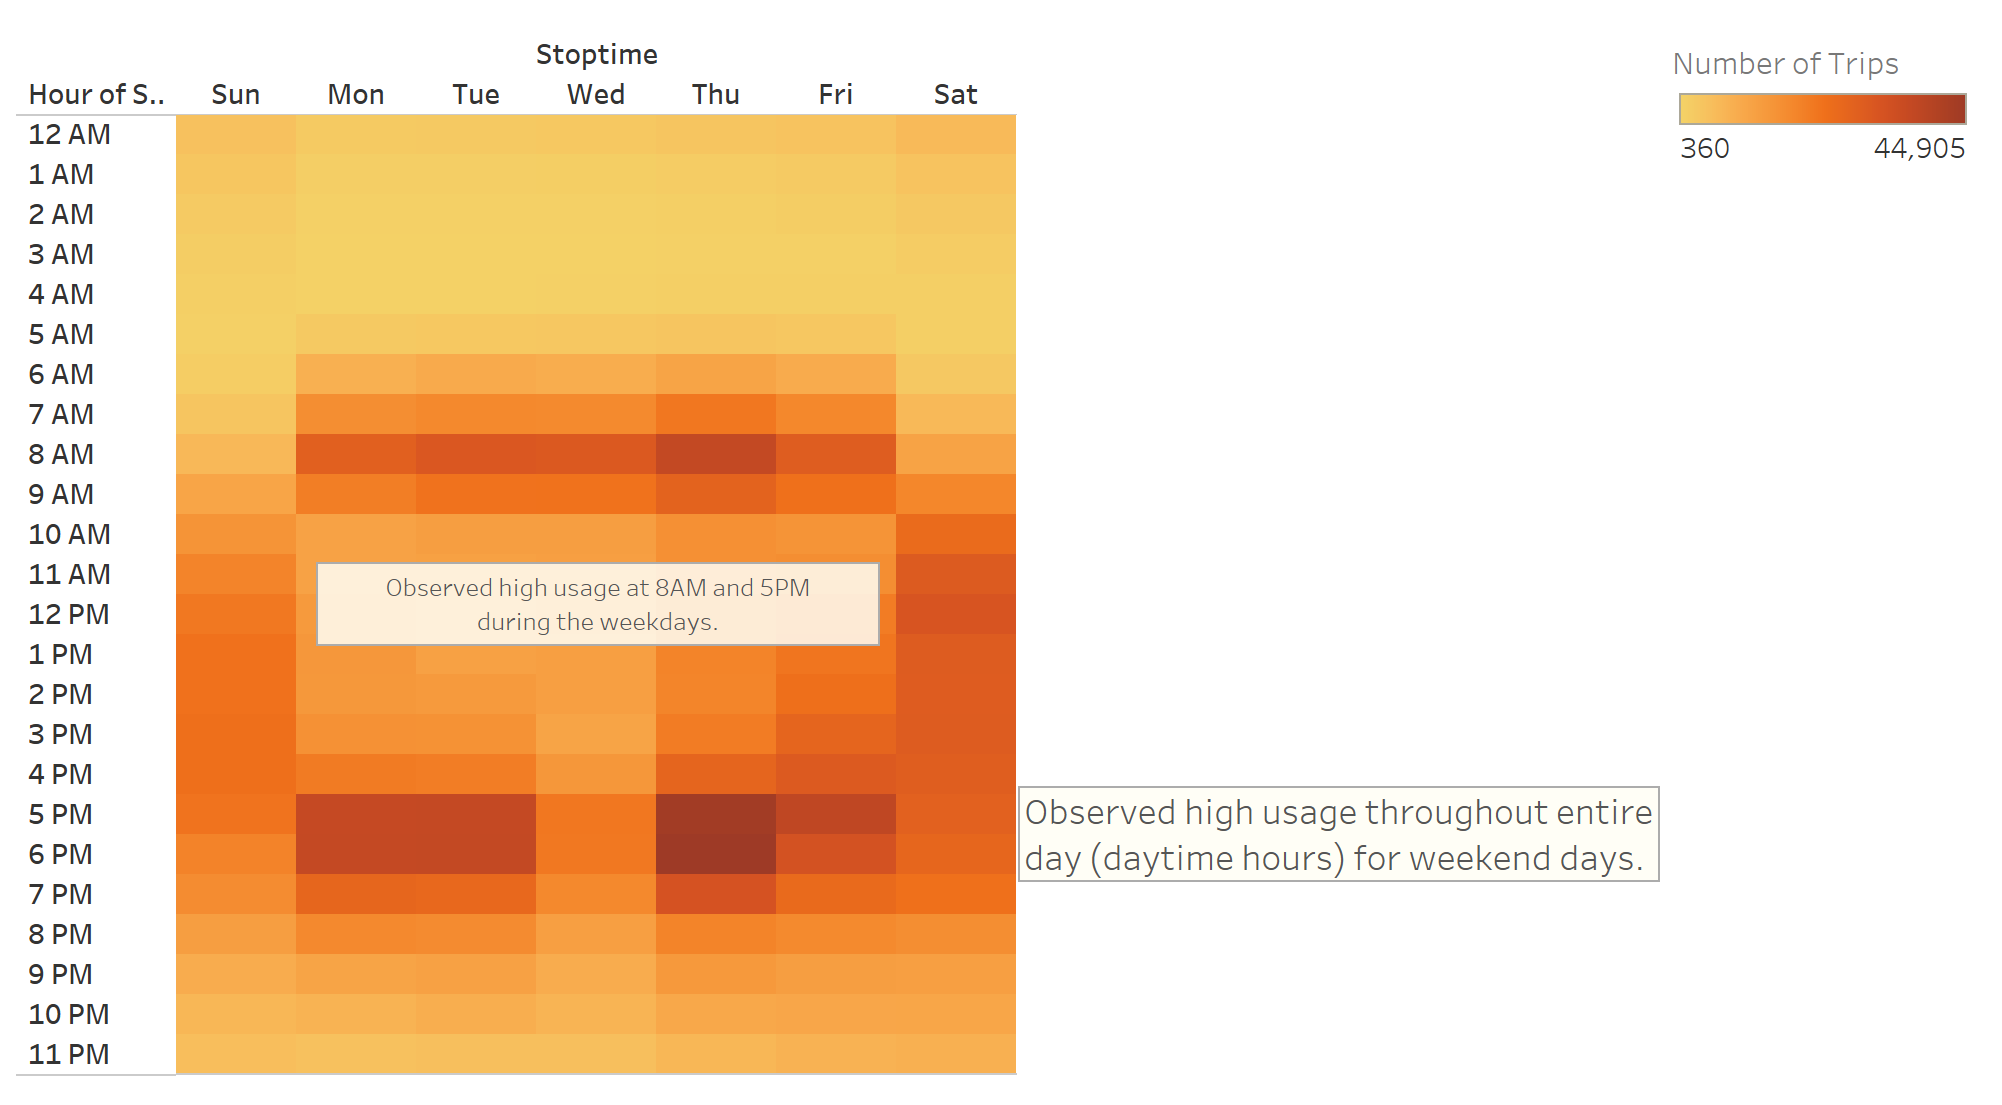 Stoptime
Hour of S.. Sun Mon Tue Wed Thu Fri Sat
12 AM
1 AM
2 AM
3 AM
4 AM
5 AM
6 AM
7 AM
8 AM
9 AM
10 AM
11 AM
12 PM
1 PM
2 PM
3 PM
4 PM
5 PM
6 PM
7 PM
8 PM
9 PM
10 PM
11 PM
Observed high usage at 8AM and 5PM
during the weekdays.
Observed high usage throughout entire
day (daytime hours) for weekend days.
Number of Trips
360 44,905